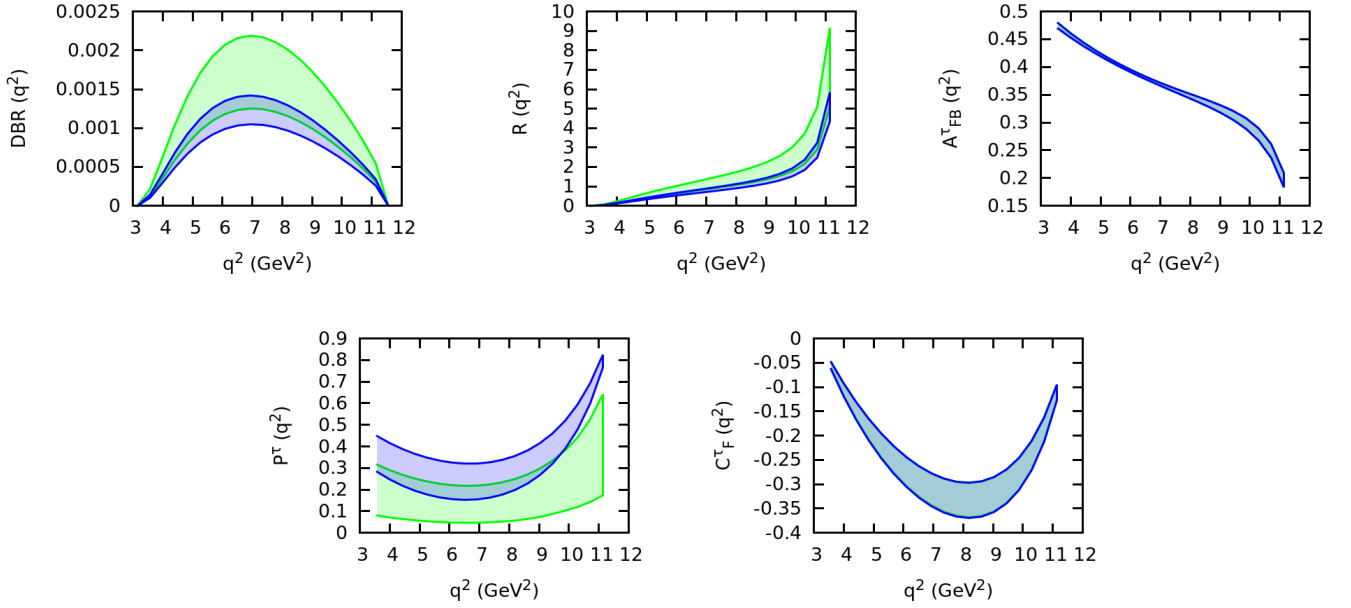 DBR (q²)
0.0025
0.002
0.0015
0.001
0.0005
0
3 4 5 6 7 8 9 10 11 12
q² (GeV²)
R (q²)
10
9
8
7
6
5
4
3
2
1
0
3 4 5 6 7 8 9 10 11 12
q² (GeV²)
A^τ_FB (q²)
0.5
0.45
0.4
0.35
0.3
0.25
0.2
0.15
3 4 5 6 7 8 9 10 11 12
q² (GeV²)
P^τ (q²)
0.9
0.8
0.7
0.6
0.5
0.4
0.3
0.2
0.1
0
3 4 5 6 7 8 9 10 11 12
q² (GeV²)
C^τ_F (q²)
0
-0.05
-0.1
-0.15
-0.2
-0.25
-0.3
-0.35
-0.4
3 4 5 6 7 8 9 10 11 12
q² (GeV²)